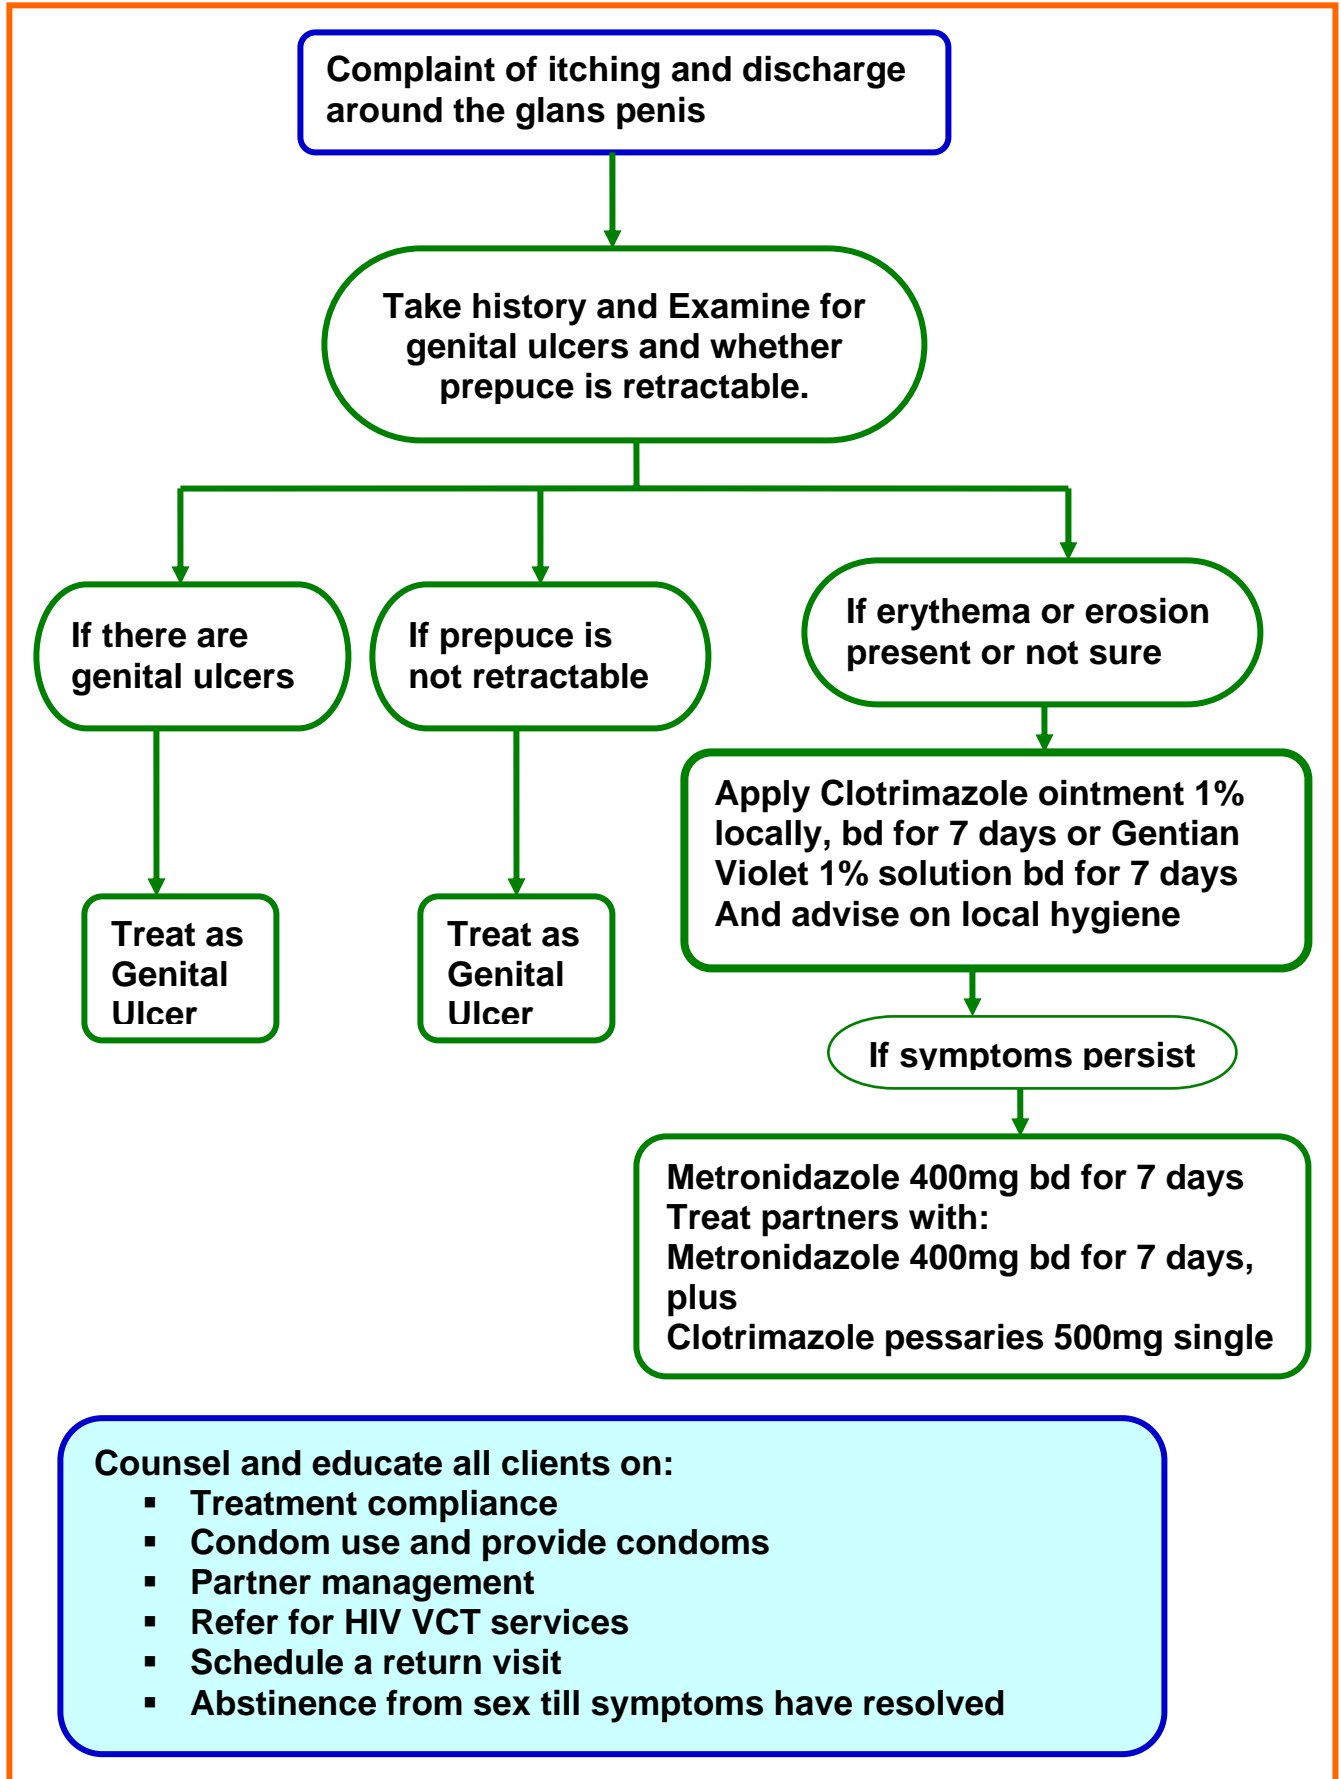 Complaint of itching and discharge
around the glans penis
Take history and Examine for
genital ulcers and whether
prepuce is retractable.
If there are
genital ulcers
If prepuce is
not retractable
If erythema or erosion
present or not sure
Apply Clotrimazole ointment 1%
locally, bd for 7 days or Gentian
Violet 1% solution bd for 7 days
And advise on local hygiene
Treat as
Genital
Ulcer
Treat as
Genital
Ulcer
If symptoms persist
Metronidazole 400mg bd for 7 days
Treat partners with:
Metronidazole 400mg bd for 7 days,
plus
Clotrimazole pessaries 500mg single
Counsel and educate all clients on:
▪ Treatment compliance
▪ Condom use and provide condoms
▪ Partner management
▪ Refer for HIV VCT services
▪ Schedule a return visit
▪ Abstinence from sex till symptoms have resolved